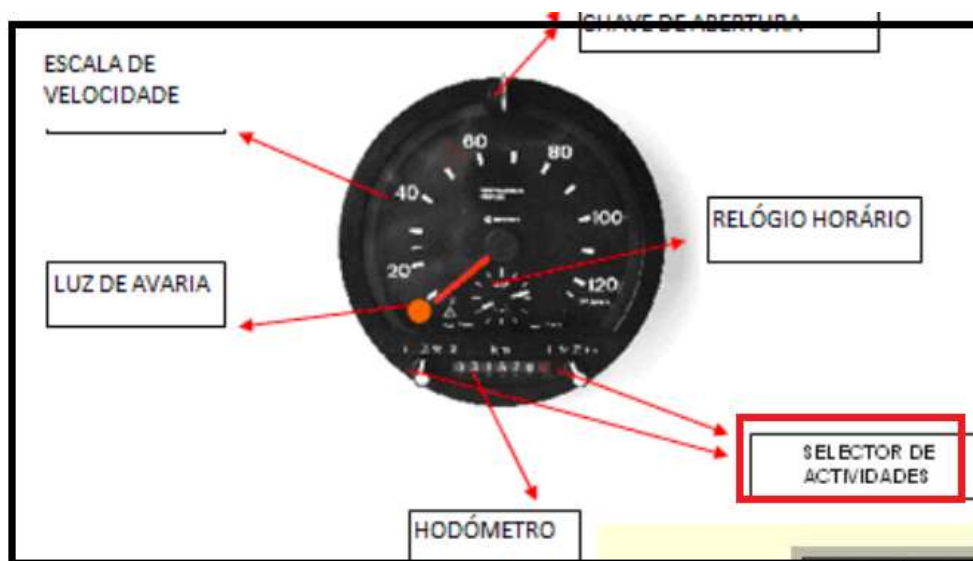 CHAVE DE ABERTURA
ESCALA DE
VELOCIDADE
60
80
40
100
RELÓGIO HORÁRIO
20
120
LUZ DE AVARIA
km
SELECTOR DE
ACTIVIDADES
HODÓMETRO